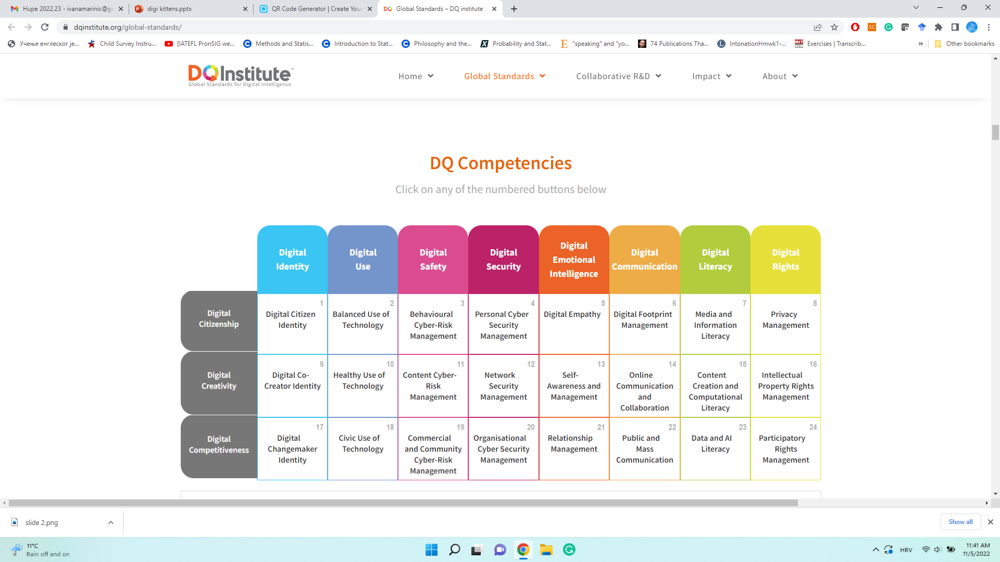 Hupe 2022.23 - ivanamarinic@gr
digi kittens.pptx
QR Code Generator | Create Your
Global Standards – DQ institute
dqinstitute.org/global-standards/
Учење енглеског је...
Child Survey Instru...
[IATEFL PronSIG we...
Methods and Statis...
Introduction to Stat...
Philosophy and the...
Probability and Stat...
"speaking" and "yo...
74 Publications Tha...
IntonationHmwk1-...
Exercises | Transcrib...
»
Other bookmarks
DQInstitute™
Global Standards for Digital Intelligence
Home
Global Standards
Collaborative R&D
Impact
About
DQ Competencies
Click on any of the numbered buttons below
Digital
Identity
Digital
Use
Digital
Safety
Digital
Security
Digital
Emotional
Intelligence
Digital
Communication
Digital
Literacy
Digital
Rights
Digital
Citizenship
1
Digital Citizen
Identity
2
Balanced Use of
Technology
3
Behavioural
Cyber-Risk
Management
4
Personal Cyber
Security
Management
5
Digital Empathy
6
Digital Footprint
Management
7
Media and
Information
Literacy
8
Privacy
Management
Digital
Creativity
9
Digital Co-
Creator Identity
10
Healthy Use of
Technology
11
Content Cyber-
Risk
Management
12
Network
Security
Management
13
Self-
Awareness and
Management
14
Online
Communication
and
Collaboration
15
Content
Creation and
Computational
Literacy
16
Intellectual
Property Rights
Management
Digital
Competitiveness
17
Digital
Changemaker
Identity
18
Civic Use of
Technology
19
Commercial
and Community
Cyber-Risk
Management
20
Organisational
Cyber Security
Management
21
Relationship
Management
22
Public and
Mass
Communication
23
Data and AI
Literacy
24
Participatory
Rights
Management
slide 2.png
Show all
11°C
Rain off and on
HRV
11:41 AM
11/5/2022